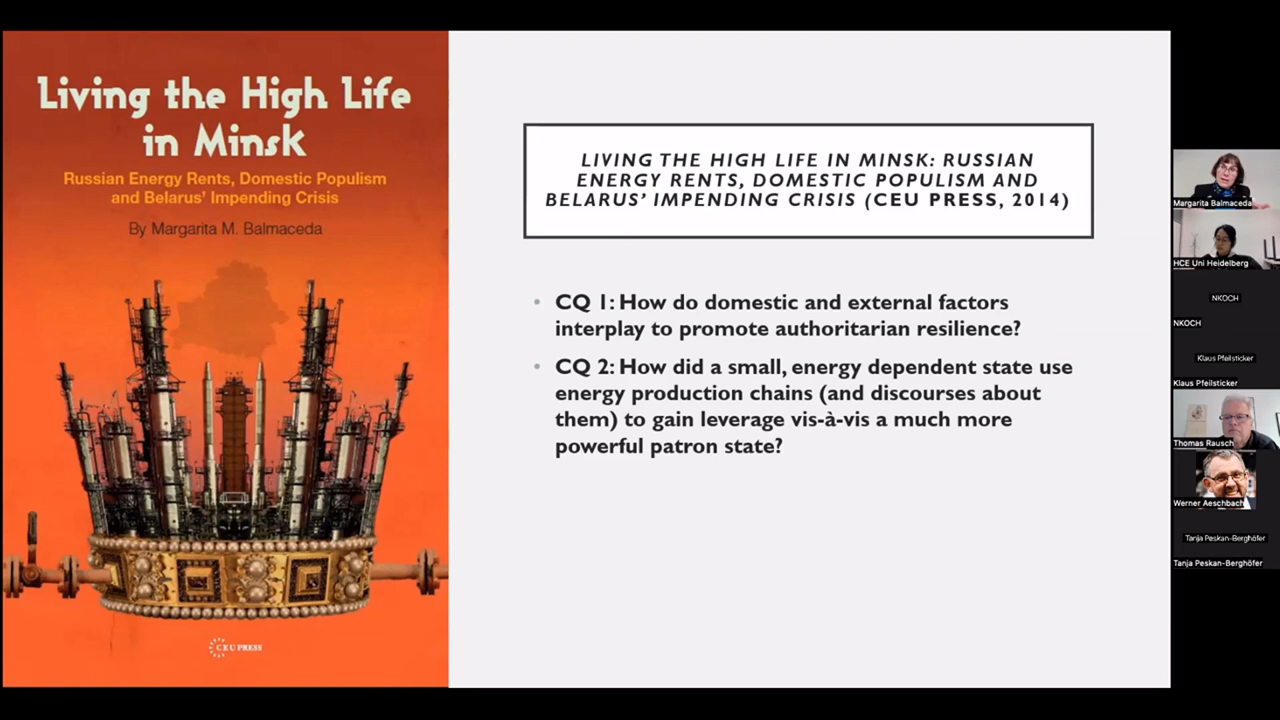 Living the High Life
in Minsk
Russian Energy Rents, Domestic Populism
and Belarus' Impending Crisis
By Margarita M. Balmaceda
CEU PRESS
LIVING THE HIGH LIFE IN MINSK: RUSSIAN
ENERGY RENTS, DOMESTIC POPULISM AND
BELARUS' IMPENDING CRISIS (CEU PRESS, 2014)
• CQ 1: How do domestic and external factors
interplay to promote authoritarian resilience?
• CQ 2: How did a small, energy dependent state use
energy production chains (and discourses about
them) to gain leverage vis-à-vis a much more
powerful patron state?
Margarita Balmaceda
HCE Uni Heidelberg
NKOCH
NKOCH
Klaus Pfeilsticker
Klaus Pfeilsticker
Thomas Rausch
Werner Aeschbach
Tanja Peskan-Berghöfer
Tanja Peskan-Berghöfer